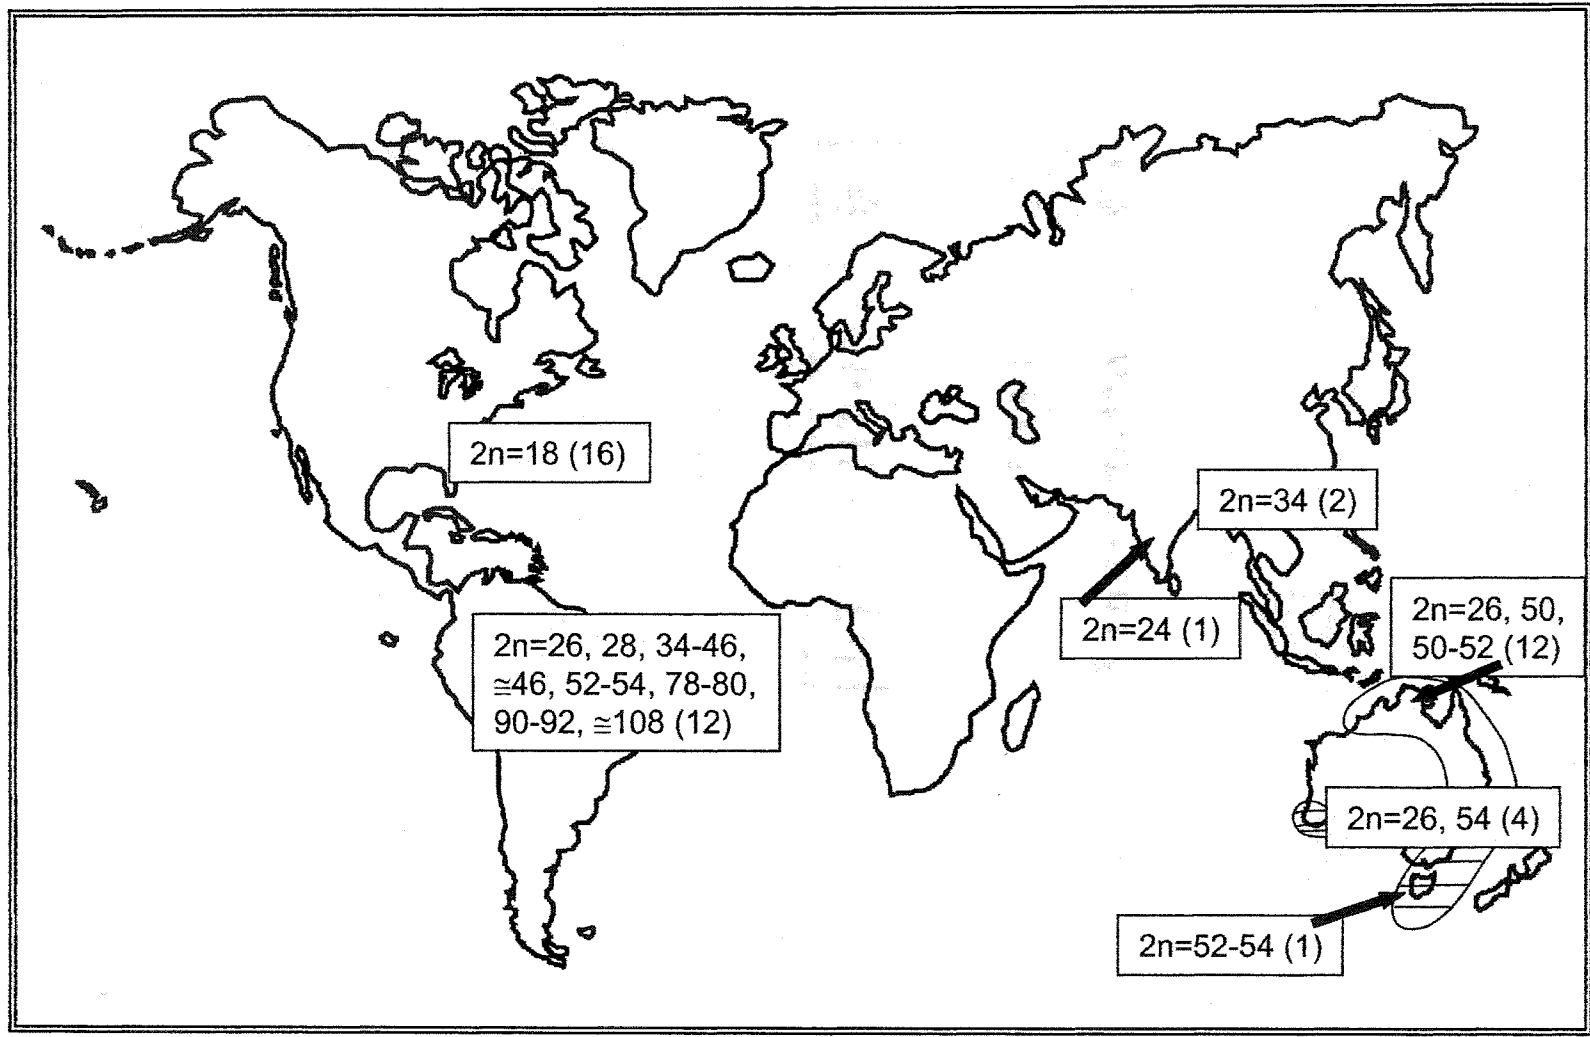 2n=18 (16)
2n=34 (2)
2n=24 (1)
2n=26, 50,
50-52 (12)
2n=26, 28, 34-46,
≅46, 52-54, 78-80,
90-92, ≅108 (12)
2n=26, 54 (4)
2n=52-54 (1)